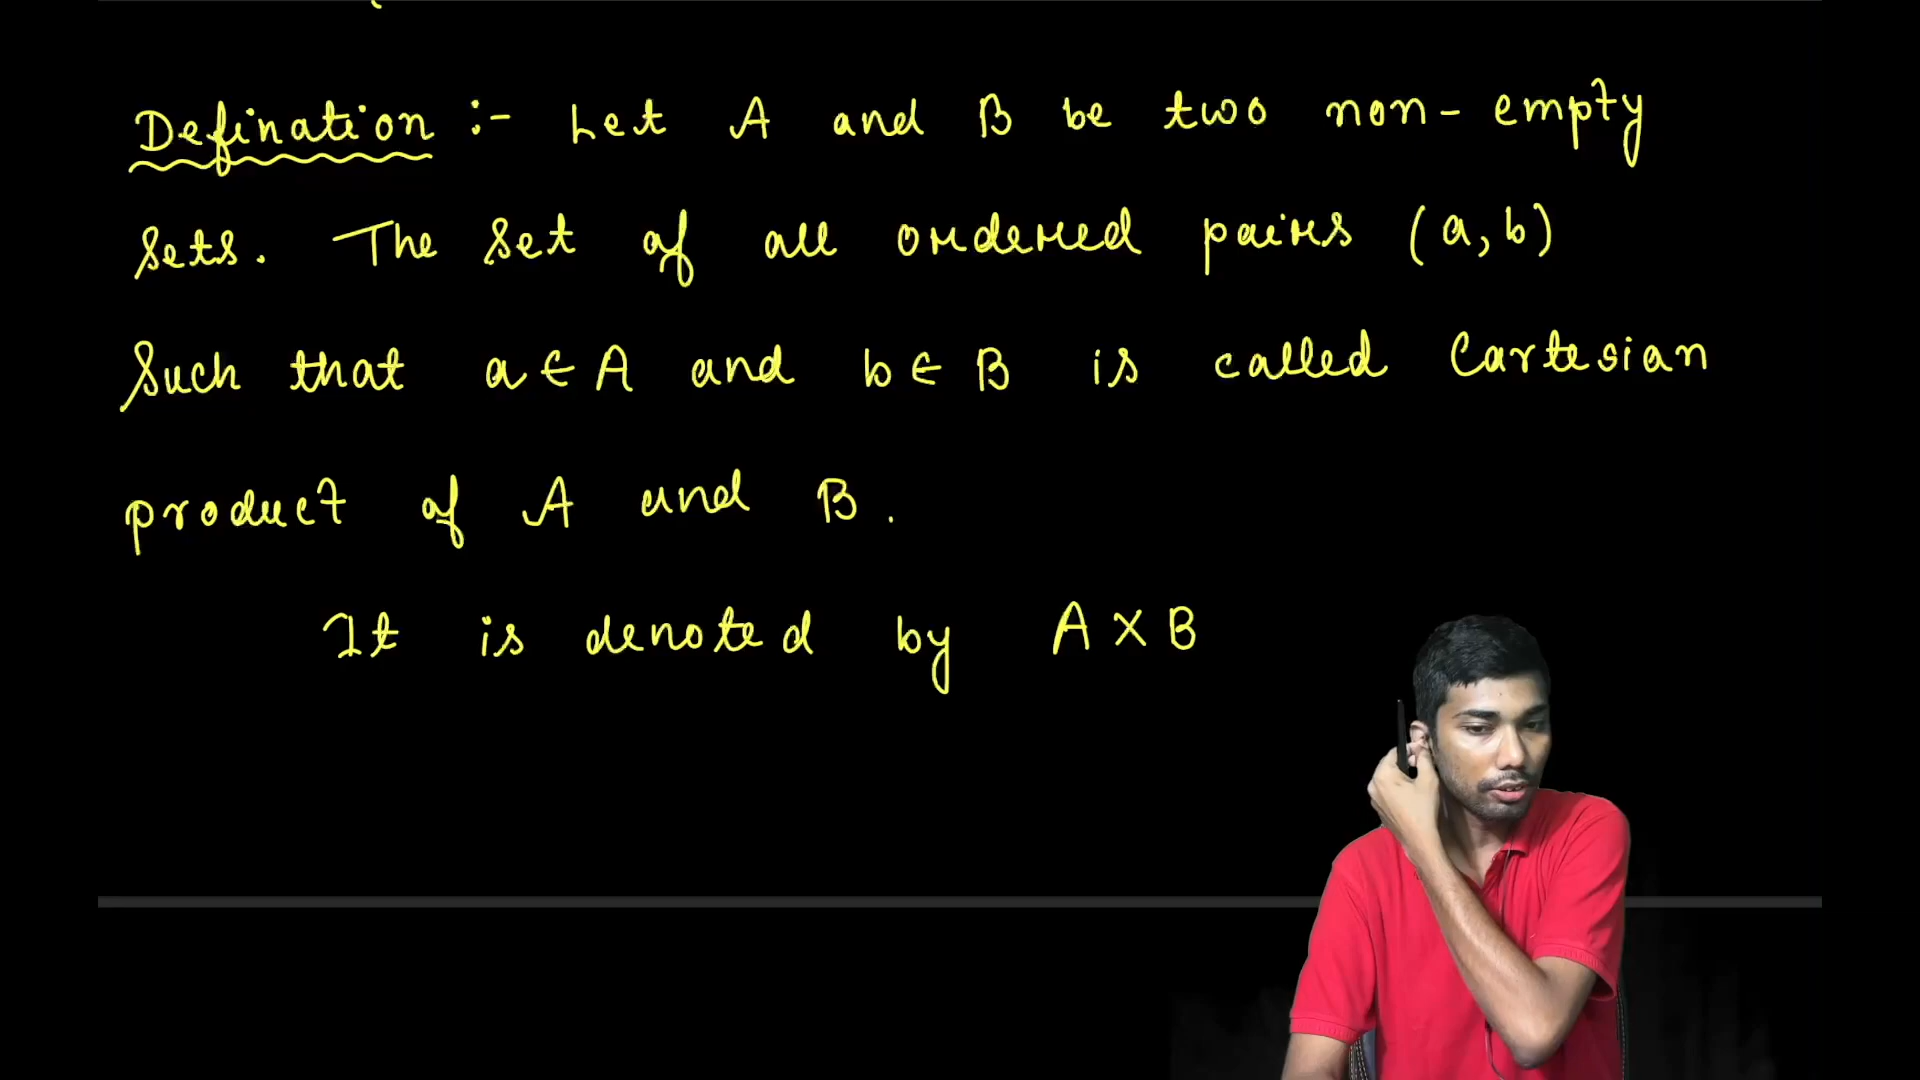 Defination :- Let A and B be two non-empty
Sets. The Set of all ordered pairs (a,b)
Such that a ∈ A and b ∈ B is called Cartesian
product of A and B.
It is denoted by A × B